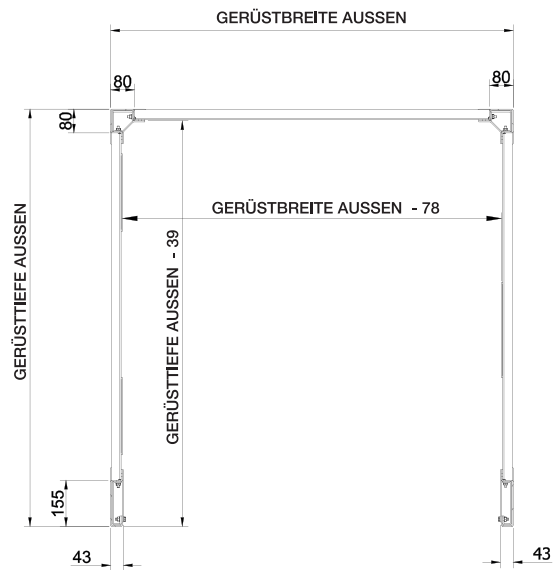 GERÜSTBREITE AUSSEN
80
80
80
GERÜSTBREITE AUSSEN - 78
GERÜSTTIEFE AUSSEN
GERÜSTTIEFE AUSSEN - 39
155
43
43